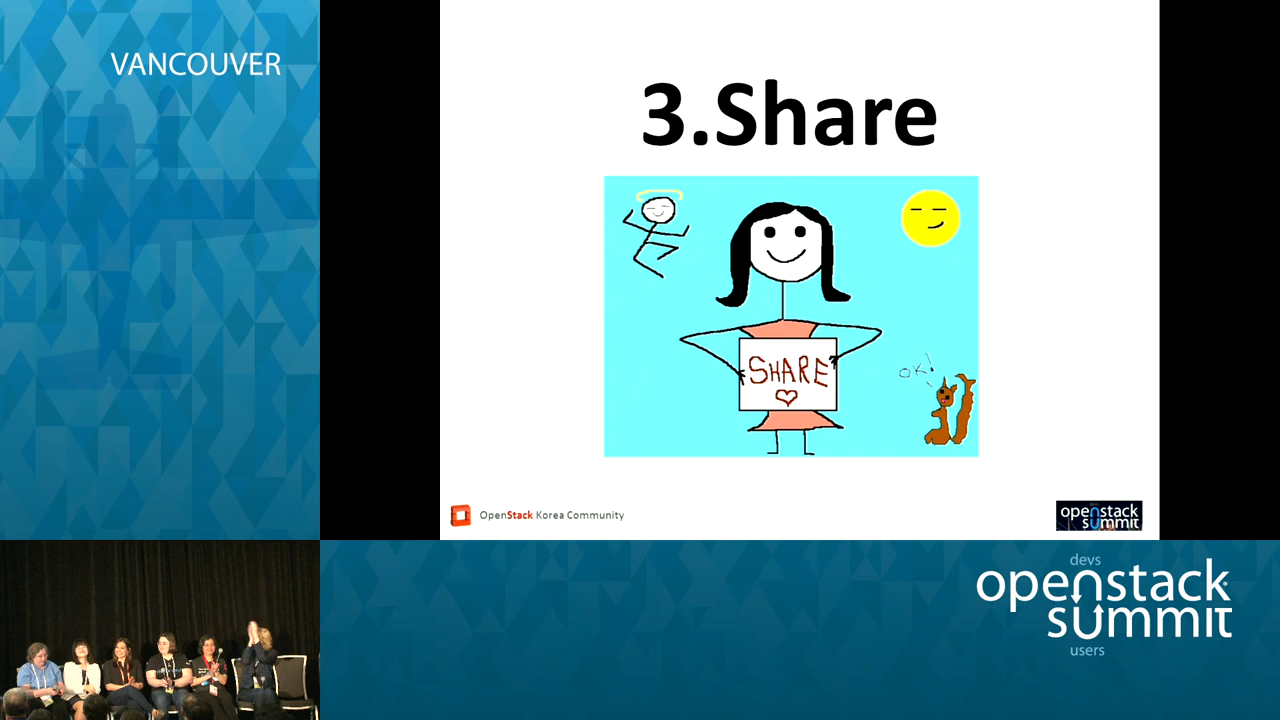 VANCOUVER
3.Share
OK!
SHARE
OpenStack Korea Community
openstack
summit
devs
openstack
summit
users